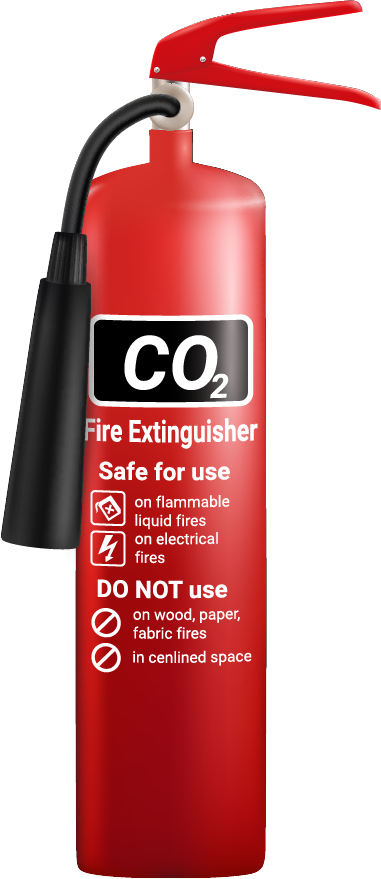 CO2
Fire Extinguisher
Safe for use
on flammable
liquid fires
on electrical
fires
DO NOT use
on wood, paper,
fabric fires
in cenlined space